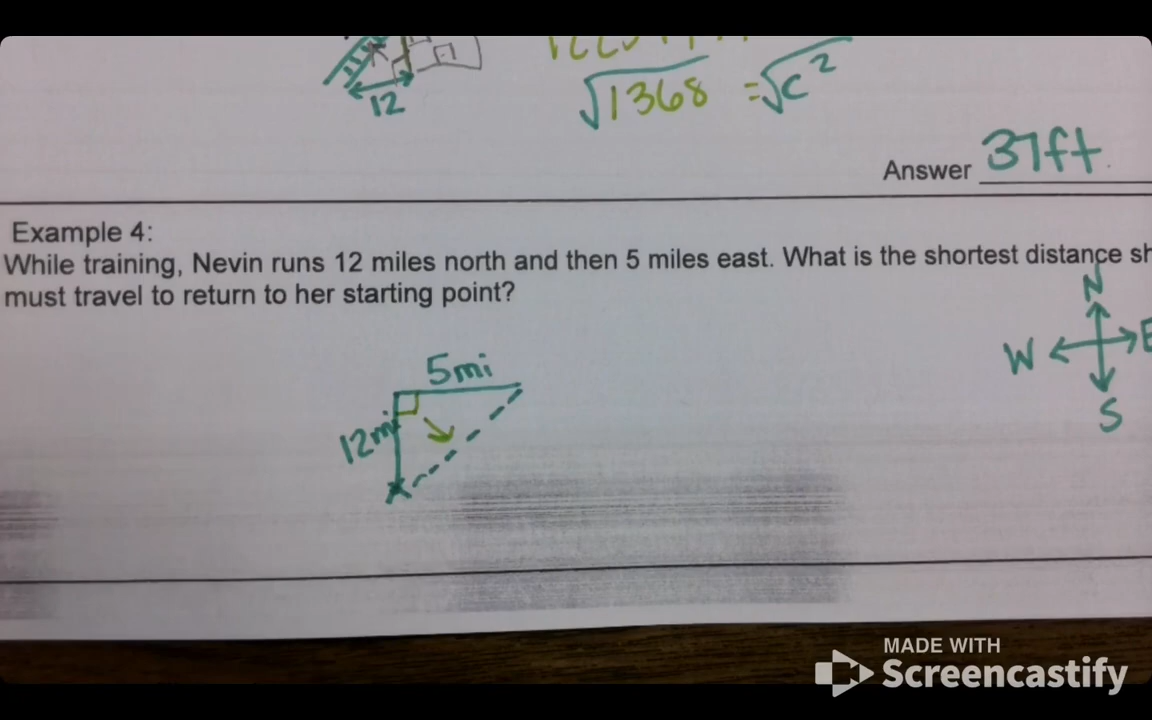 12
√1368 = √c²
Answer 37ft
Example 4:
While training, Nevin runs 12 miles north and then 5 miles east. What is the shortest distance
must travel to return to her starting point?
N
W E
S
5mi
12mi
MADE WITH
Screencastify